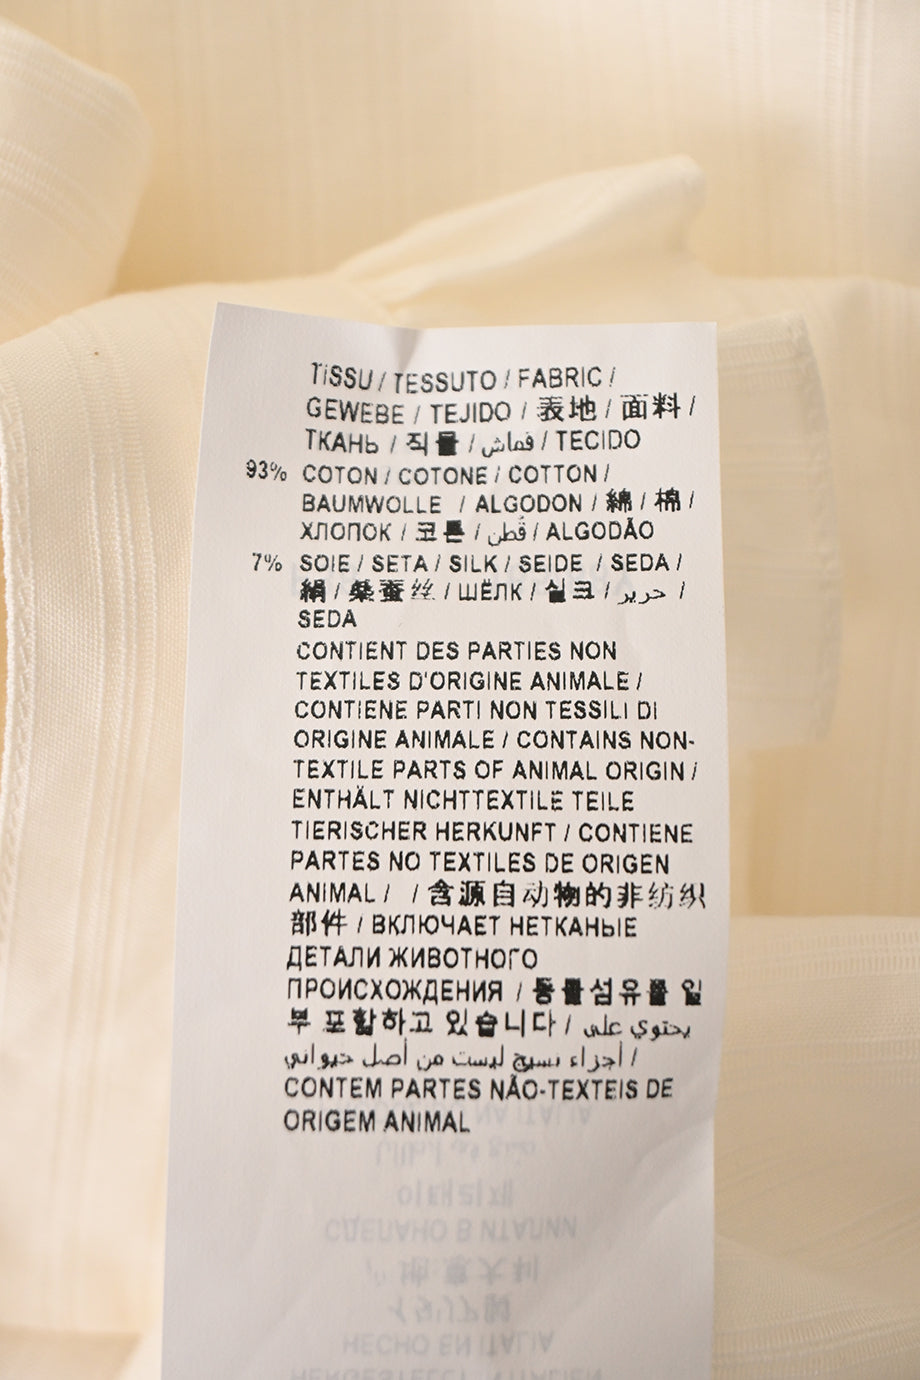 TISSU / TESSUTO / FABRIC /
GEWEBE / TEJIDO / 表地 / 面料 /
ТКАНЬ / 직물 / قماش / TECIDO
93% COTON / COTONE / COTTON /
BAUMWOLLE / ALGODON / 綿 / 棉 /
ХЛОПОК / 코튼 / قُطن / ALGODÃO
7% SOIE / SETA / SILK / SEIDE / SEDA /
絹 / 桑蚕丝 / ШЁЛК / 실크 / حرير /
SEDA
CONTIENT DES PARTIES NON
TEXTILES D'ORIGINE ANIMALE /
CONTIENE PARTI NON TESSILI DI
ORIGINE ANIMALE / CONTAINS NON-
TEXTILE PARTS OF ANIMAL ORIGIN /
ENTHÄLT NICHTTEXTILE TEILE
TIERISCHER HERKUNFT / CONTIENE
PARTES NO TEXTILES DE ORIGEN
ANIMAL / / 含源自动物的非纺织
部件 / ВКЛЮЧАЕТ НЕТКАНЫЕ
ДЕТАЛИ ЖИВОТНОГО
ПРОИСХОЖДЕНИЯ / 동물섬유를 일
부 포함하고 있습니다 / يحتوي على
أجزاء نسيج ليست من أصل حيواني /
CONTEM PARTES NÃO-TEXTEIS DE
ORIGEM ANIMAL